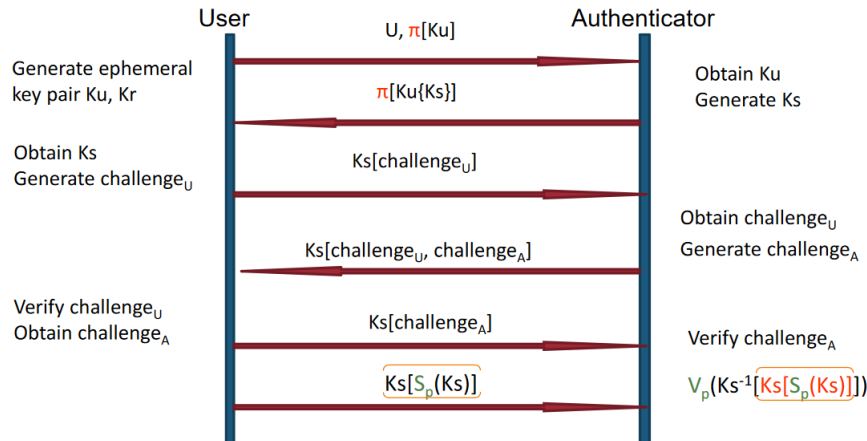 User
Authenticator
U, π[Ku]
Generate ephemeral
key pair Ku, Kr
Obtain Ku
Generate Ks
π[Ku{Ks}]
Obtain Ks
Generate challengeU
Ks[challengeU]
Obtain challengeU
Generate challengeA
Ks[challengeU, challengeA]
Verify challengeU
Obtain challengeA
Ks[challengeA]
Verify challengeA
Ks[Sp(Ks)]
Vp(Ks⁻¹[Ks[Sp(Ks)]])